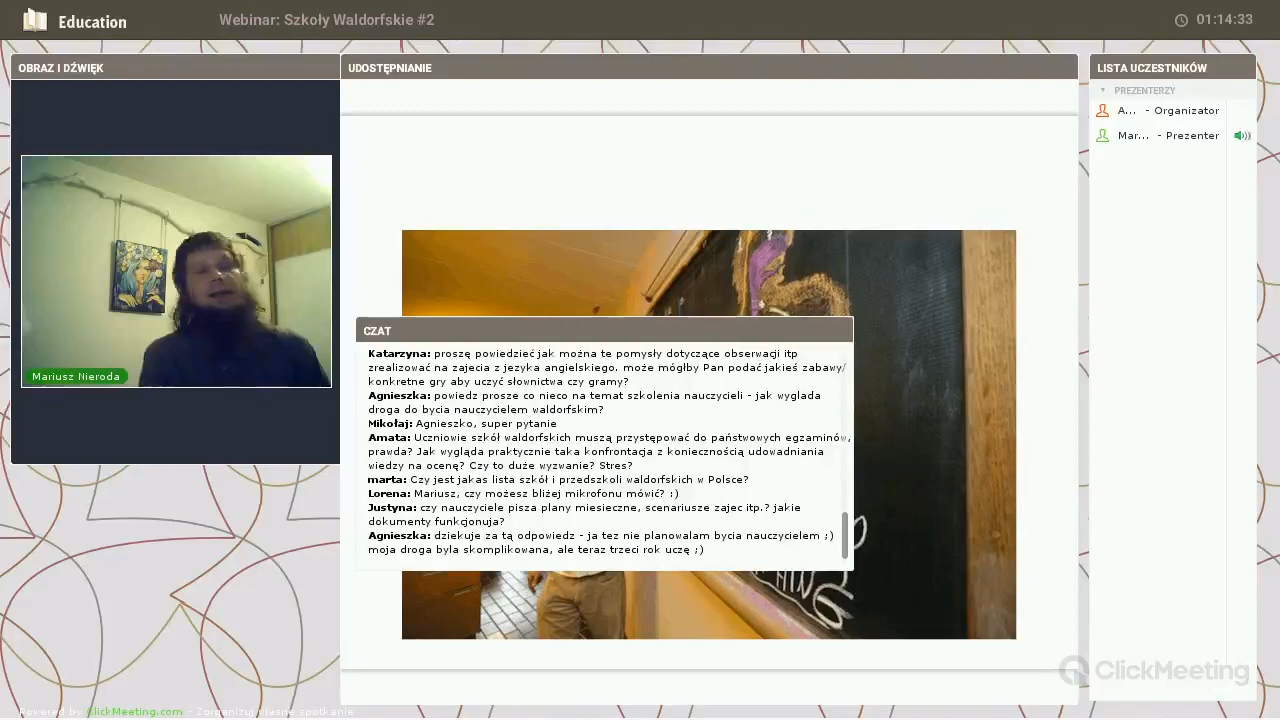 Education
Webinar: Szkoły Waldorfskie #2
01:14:33
OBRAZ I DŹWIĘK
UDOSTĘPNIANIE
LISTA UCZESTNIKÓW
PREZENTERZY
A... - Organizator
Mar... - Prezenter
Mariusz Nieroda
CZAT
Katarzyna: proszę powiedzieć jak można te pomysły dotyczące obserwacji itp
zrealizować na zajecia z jezyka angielskiego. może mógłby Pan podać jakieś zabawy/
konkretne gry aby uczyć słownictwa czy gramy?
Agnieszka: powiedz prosze co nieco na temat szkolenia nauczycieli - jak wyglada
droga do bycia nauczycielem waldorfskim?
Mikołaj: Agnieszko, super pytanie
Amata: Uczniowie szkół waldorfskich muszą przystępować do państwowych egzaminów,
prawda? Jak wygląda praktycznie taka konfrontacja z koniecznością udowadniania
wiedzy na ocenę? Czy to duże wyzwanie? Stres?
marta: Czy jest jakas lista szkół i przedszkoli waldorfskich w Polsce?
Lorena: Mariusz, czy możesz bliżej mikrofonu mówić? :)
Justyna: czy nauczyciele pisza plany miesieczne, scenariusze zajec itp.? jakie
dokumenty funkcjonuja?
Agnieszka: dziekuje za tą odpowiedz - ja tez nie planowalam bycia nauczycielem ;)
moja droga byla skomplikowana, ale teraz trzeci rok uczę ;)
ClickMeeting
Powered by ClickMeeting.com - Zorganizuj własne spotkanie